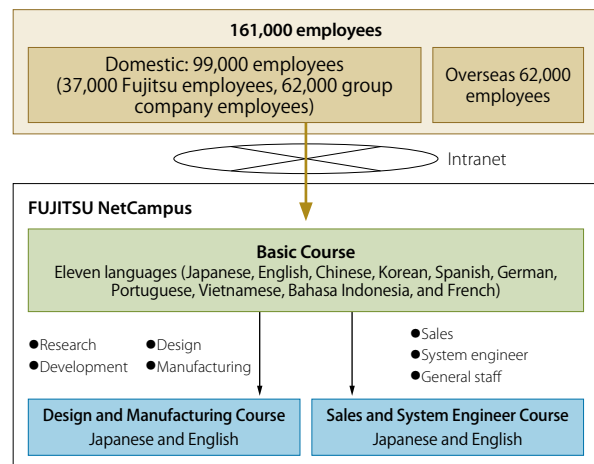 161,000 employees
Domestic: 99,000 employees
(37,000 Fujitsu employees, 62,000 group
company employees)
Overseas 62,000
employees
Intranet
FUJITSU NetCampus
Basic Course
Eleven languages (Japanese, English, Chinese, Korean, Spanish, German,
Portuguese, Vietnamese, Bahasa Indonesia, and French)
●Research
●Development
●Design
●Manufacturing
●Sales
●System engineer
●General staff
Design and Manufacturing Course
Japanese and English
Sales and System Engineer Course
Japanese and English